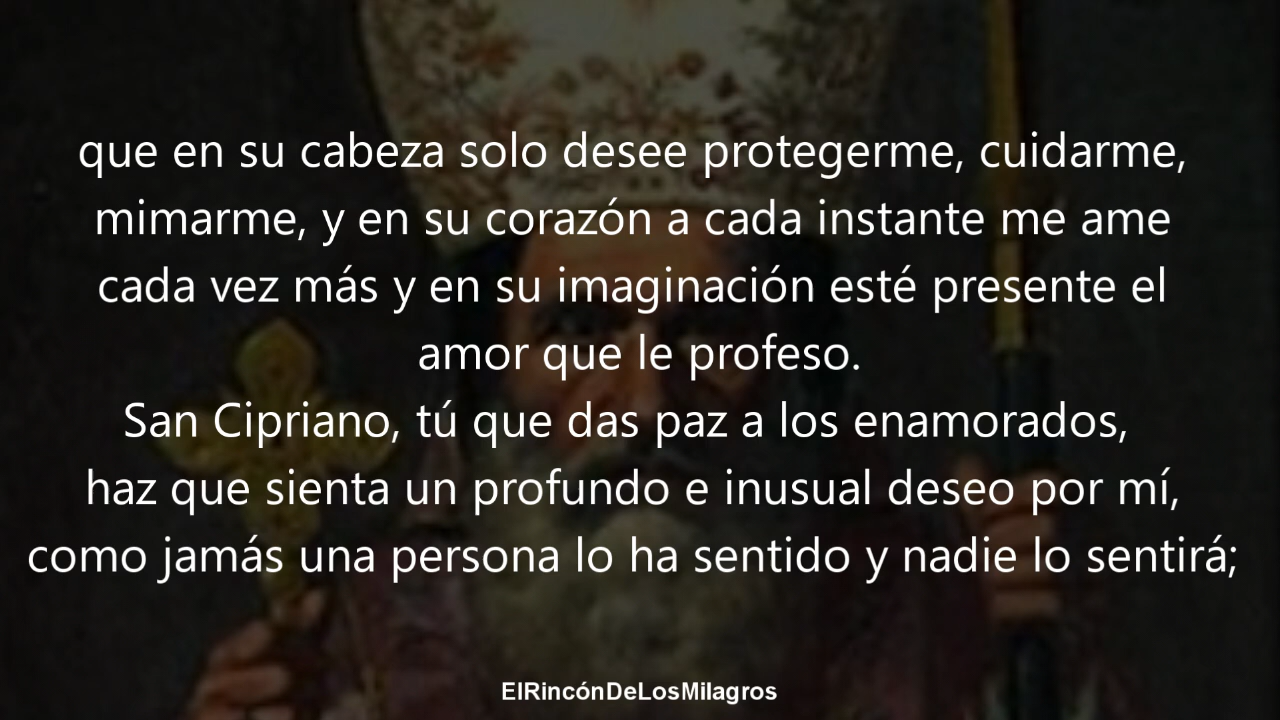 que en su cabeza solo desee protegerme, cuidarme,
mimarme, y en su corazón a cada instante me ame
cada vez más y en su imaginación esté presente el
amor que le profeso.
San Cipriano, tú que das paz a los enamorados,
haz que sienta un profundo e inusual deseo por mí,
como jamás una persona lo ha sentido y nadie lo sentirá;
ElRincónDeLosMilagros